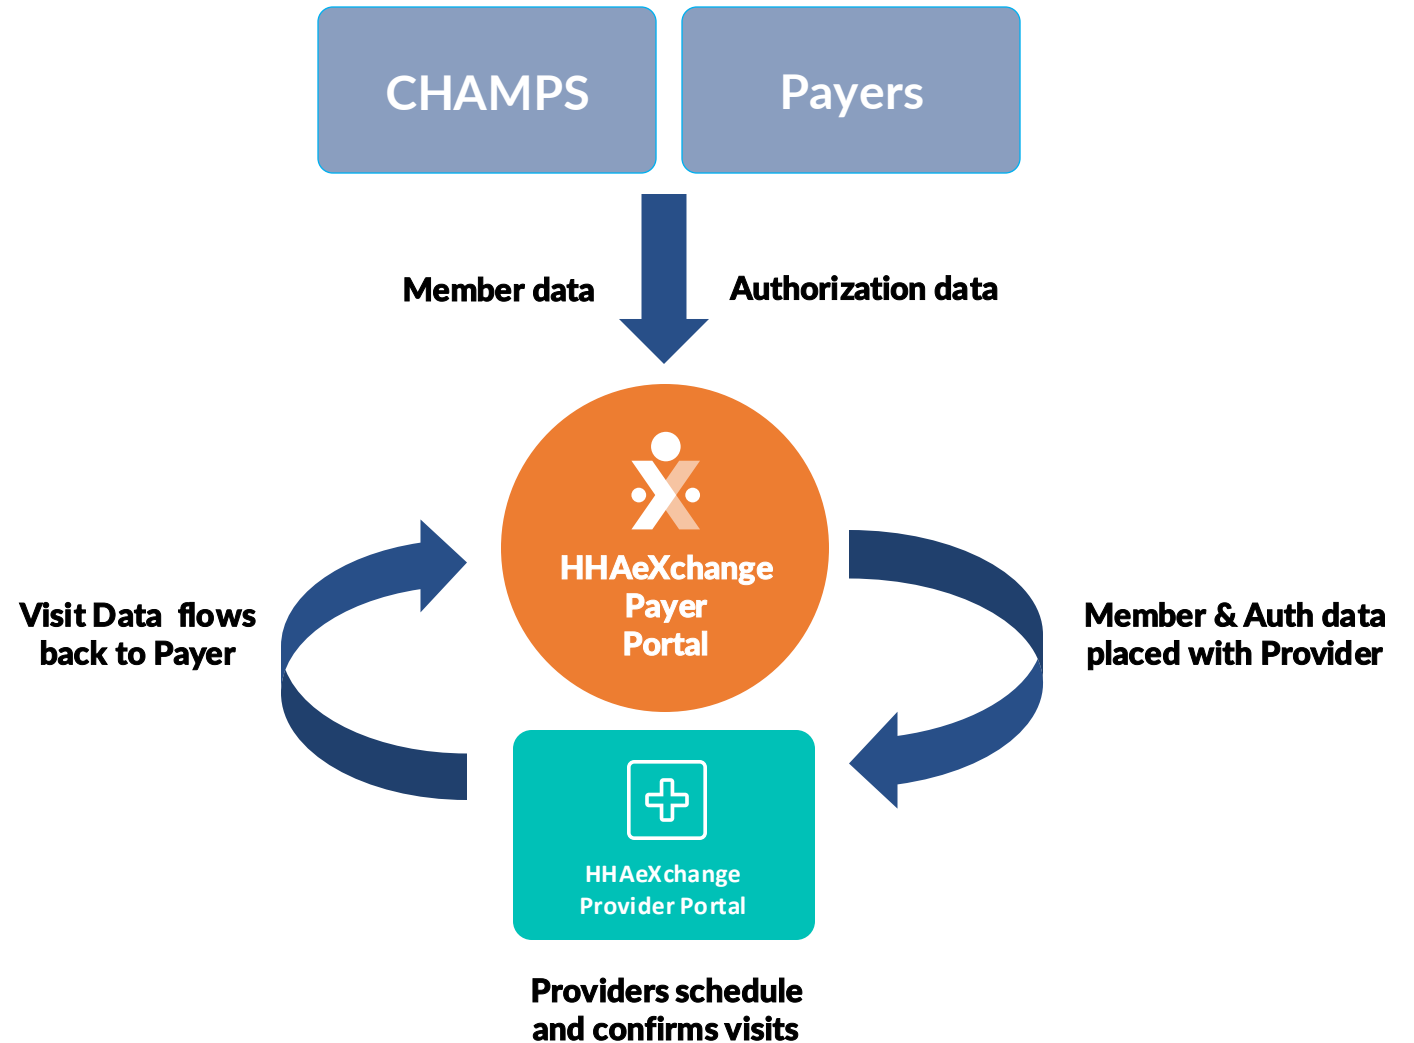 CHAMPS
Payers
Member data
Authorization data
HHAeXchange
Payer
Portal
Visit Data flows
back to Payer
Member & Auth data
placed with Provider
HHAeXchange
Provider Portal
Providers schedule
and confirms visits